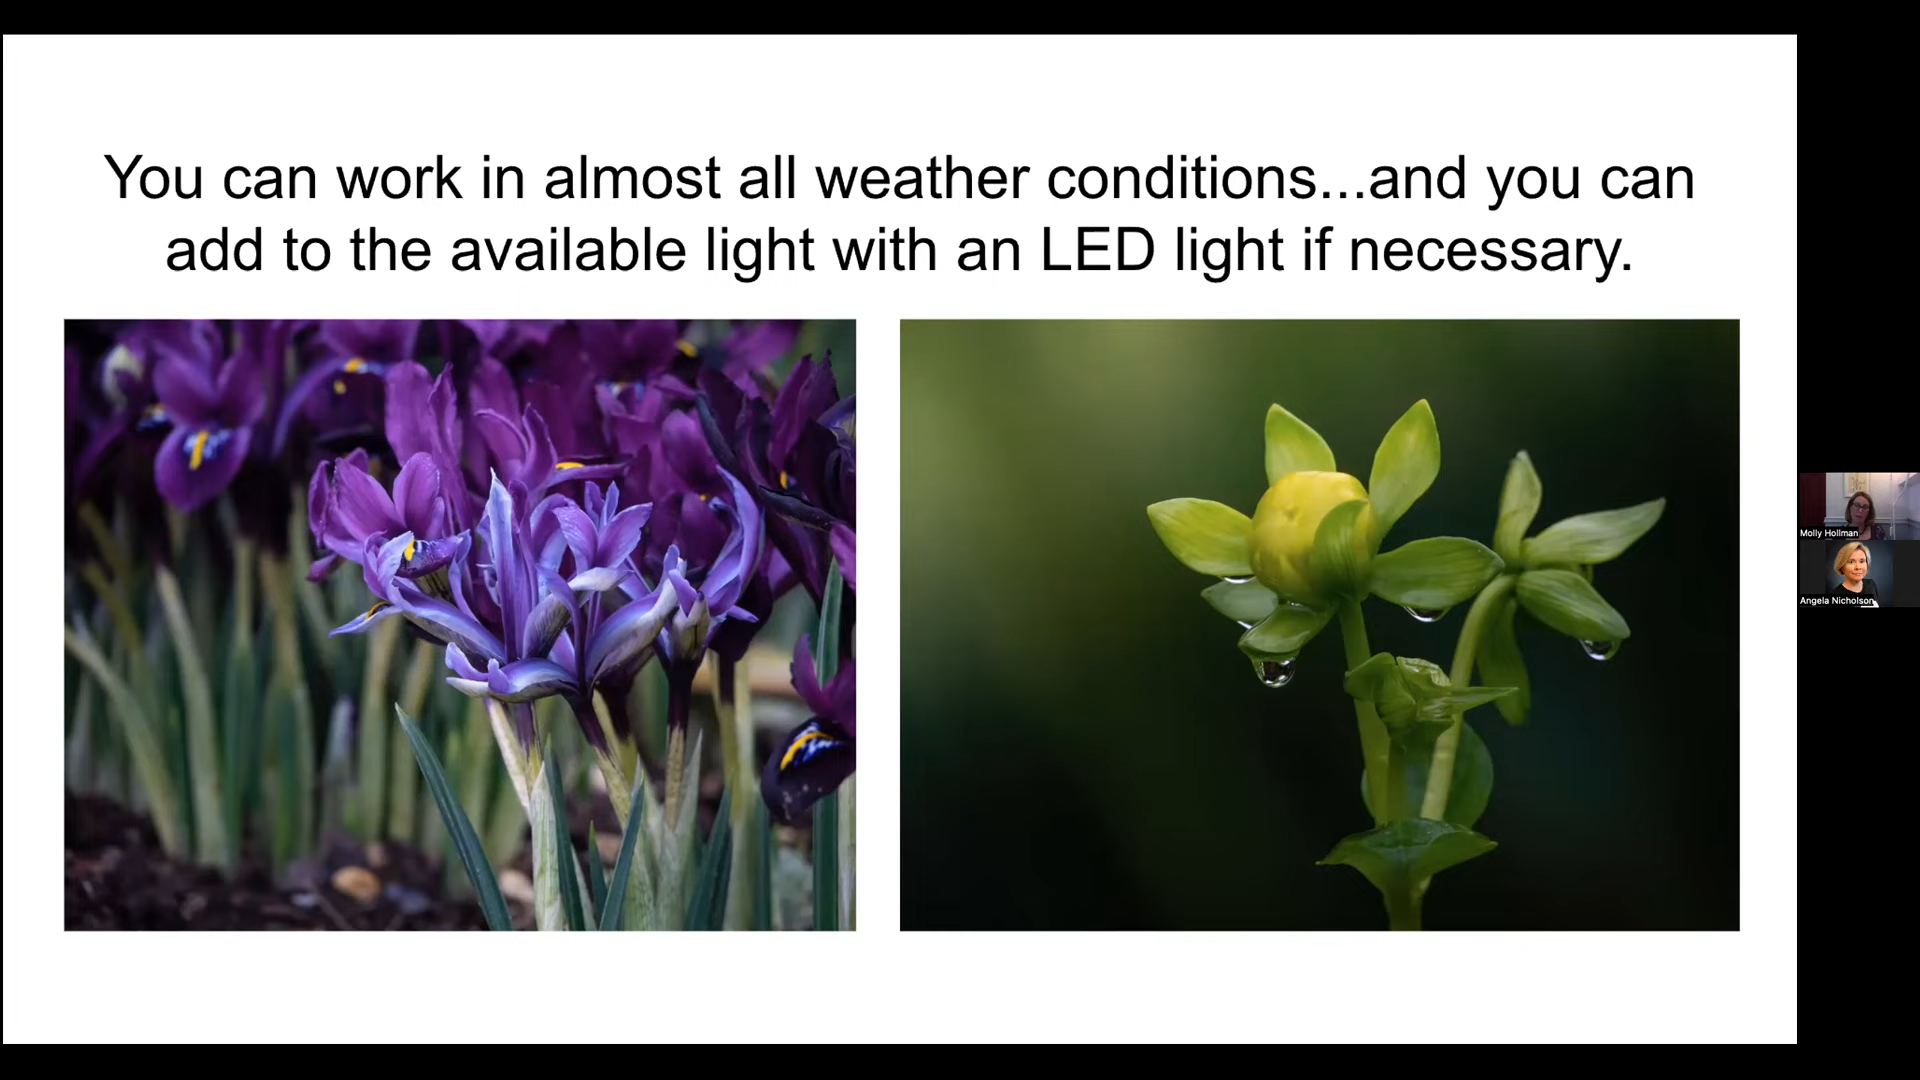 You can work in almost all weather conditions...and you can
add to the available light with an LED light if necessary.
Molly Hollman
Angela Nicholson